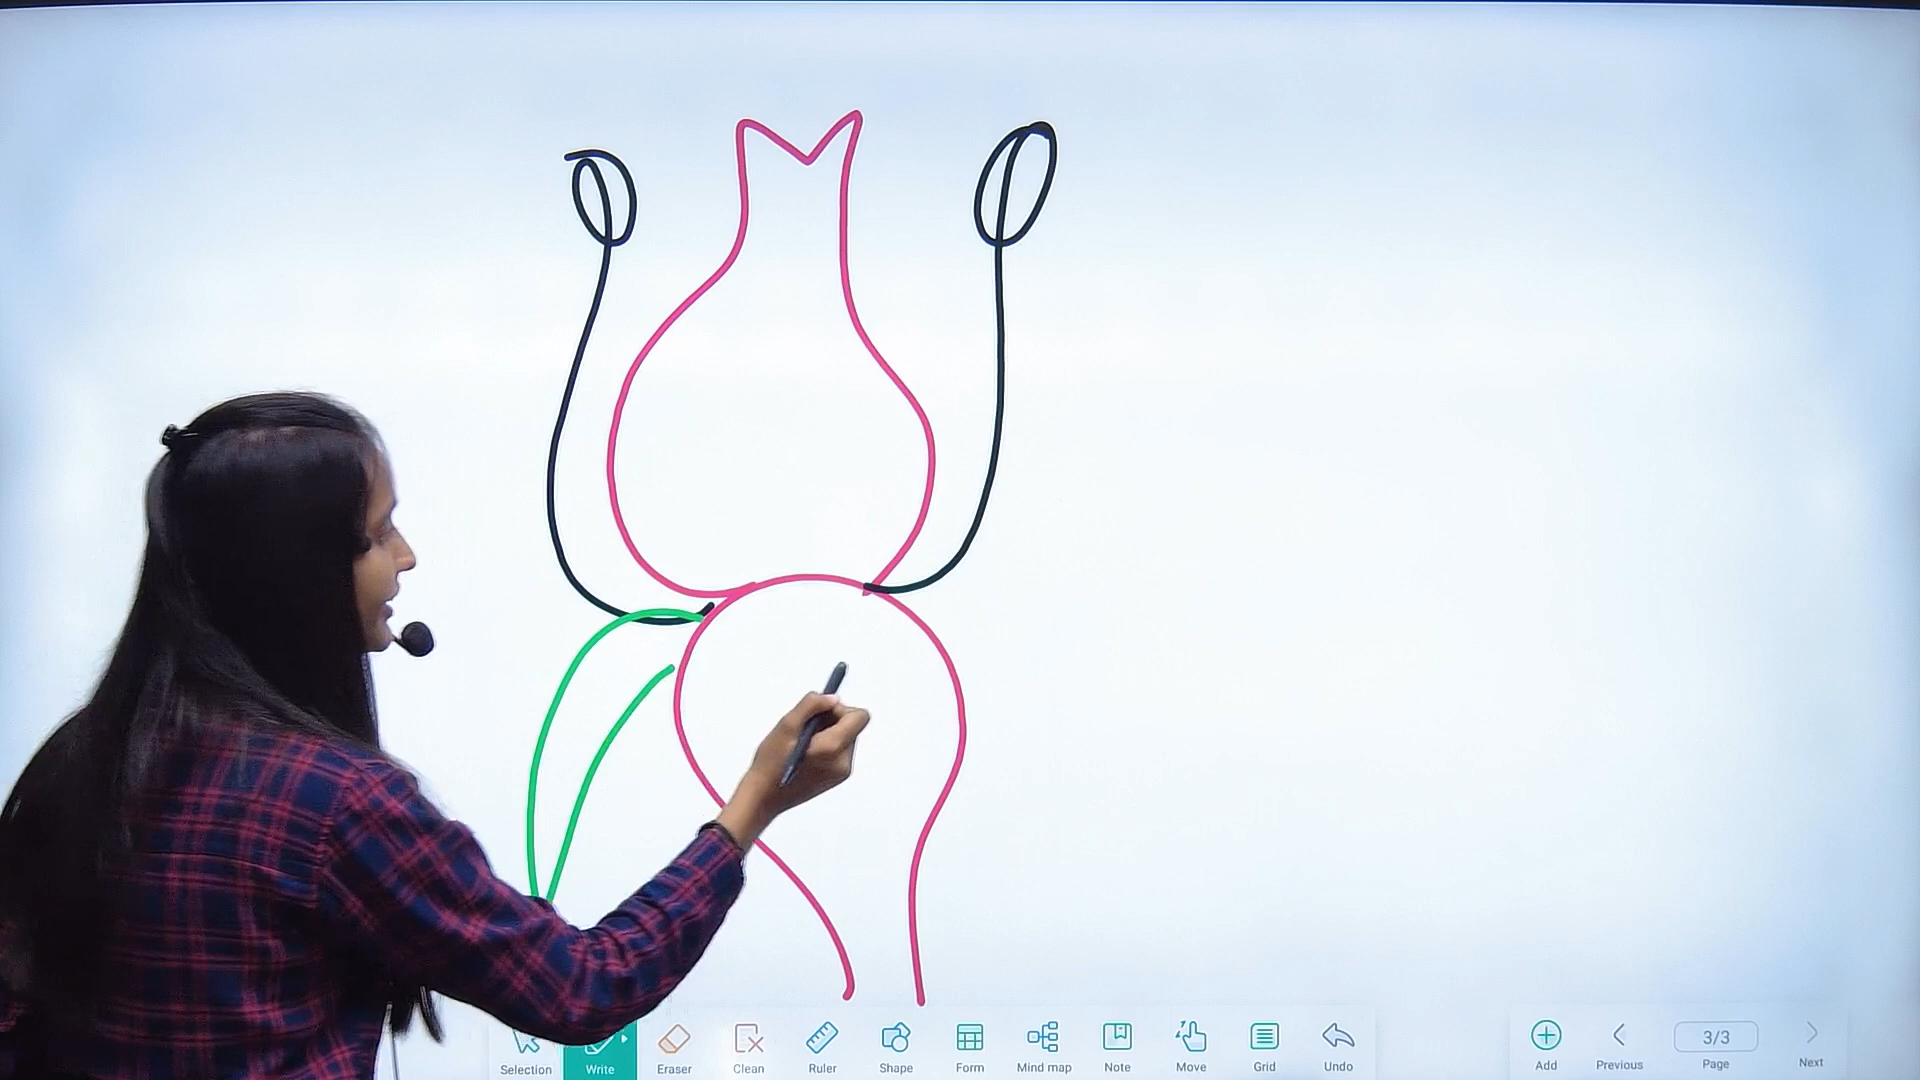 Selection
Write
Eraser
Clean
Ruler
Shape
Form
Mind map
Note
Move
Grid
Undo
Add
Previous
3/3
Page
Next